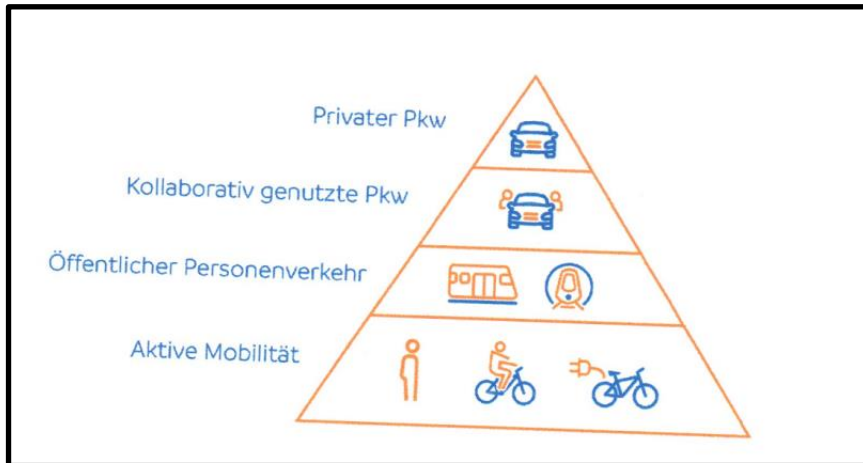 Privater Pkw
Kollaborativ genutzte Pkw
Öffentlicher Personenverkehr
Aktive Mobilität